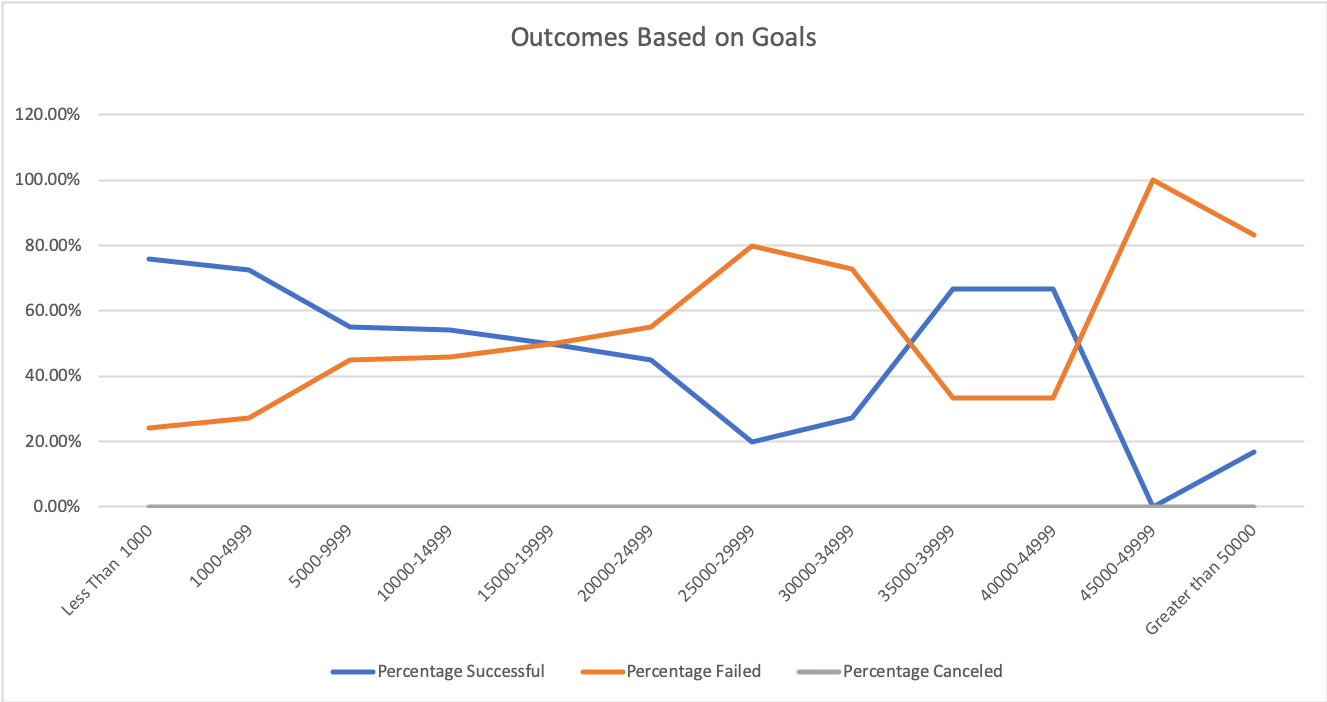 Outcomes Based on Goals
120.00%
100.00%
80.00%
60.00%
40.00%
20.00%
0.00%
Less Than 1000
1000-4999
5000-9999
10000-14999
15000-19999
20000-24999
25000-29999
30000-34999
35000-39999
40000-44999
45000-49999
Greater than 50000
Percentage Successful
Percentage Failed
Percentage Canceled